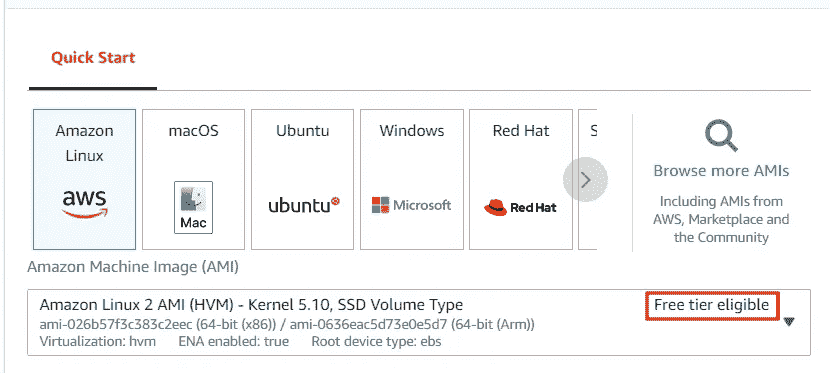 Quick Start
Amazon
Linux
aws
macOS
Mac
Ubuntu
ubuntu
Windows
Microsoft
Red Hat
Red Hat
S
Browse more AMIs
Including AMIs from
AWS, Marketplace and
the Community
Amazon Machine Image (AMI)
Amazon Linux 2 AMI (HVM) - Kernel 5.10, SSD Volume Type
Free tier eligible
ami-026b57f3c383c2eec (64-bit (x86)) / ami-0636eac5d73e0e5d7 (64-bit (Arm))
Virtualization: hvm ENA enabled: true Root device type: ebs